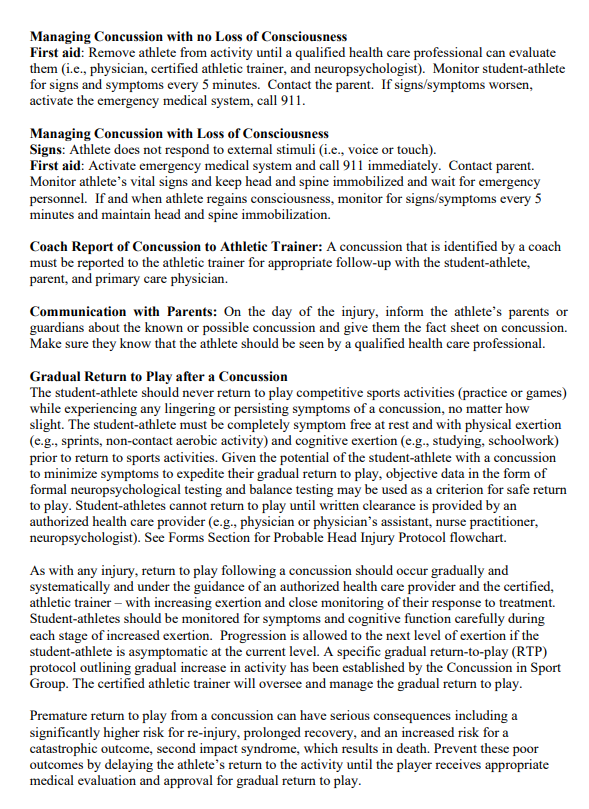 Managing Concussion with no Loss of Consciousness
First aid: Remove athlete from activity until a qualified health care professional can evaluate
them (i.e., physician, certified athletic trainer, and neuropsychologist).  Monitor student-athlete
for signs and symptoms every 5 minutes.  Contact the parent.  If signs/symptoms worsen,
activate the emergency medical system, call 911.
Managing Concussion with Loss of Consciousness
Signs: Athlete does not respond to external stimuli (i.e., voice or touch).
First aid: Activate emergency medical system and call 911 immediately.  Contact parent.
Monitor athlete's vital signs and keep head and spine immobilized and wait for emergency
personnel.  If and when athlete regains consciousness, monitor for signs/symptoms every 5
minutes and maintain head and spine immobilization.
Coach Report of Concussion to Athletic Trainer: A concussion that is identified by a coach
must be reported to the athletic trainer for appropriate follow-up with the student-athlete,
parent, and primary care physician.
Communication with Parents: On the day of the injury, inform the athlete's parents or
guardians about the known or possible concussion and give them the fact sheet on concussion.
Make sure they know that the athlete should be seen by a qualified health care professional.
Gradual Return to Play after a Concussion
The student-athlete should never return to play competitive sports activities (practice or games)
while experiencing any lingering or persisting symptoms of a concussion, no matter how
slight. The student-athlete must be completely symptom free at rest and with physical exertion
(e.g., sprints, non-contact aerobic activity) and cognitive exertion (e.g., studying, schoolwork)
prior to return to sports activities. Given the potential of the student-athlete with a concussion
to minimize symptoms to expedite their gradual return to play, objective data in the form of
formal neuropsychological testing and balance testing may be used as a criterion for safe return
to play. Student-athletes cannot return to play until written clearance is provided by an
authorized health care provider (e.g., physician or physician's assistant, nurse practitioner,
neuropsychologist). See Forms Section for Probable Head Injury Protocol flowchart.
As with any injury, return to play following a concussion should occur gradually and
systematically and under the guidance of an authorized health care provider and the certified,
athletic trainer – with increasing exertion and close monitoring of their response to treatment.
Student-athletes should be monitored for symptoms and cognitive function carefully during
each stage of increased exertion.  Progression is allowed to the next level of exertion if the
student-athlete is asymptomatic at the current level. A specific gradual return-to-play (RTP)
protocol outlining gradual increase in activity has been established by the Concussion in Sport
Group. The certified athletic trainer will oversee and manage the gradual return to play.
Premature return to play from a concussion can have serious consequences including a
significantly higher risk for re-injury, prolonged recovery, and an increased risk for a
catastrophic outcome, second impact syndrome, which results in death. Prevent these poor
outcomes by delaying the athlete's return to the activity until the player receives appropriate
medical evaluation and approval for gradual return to play.